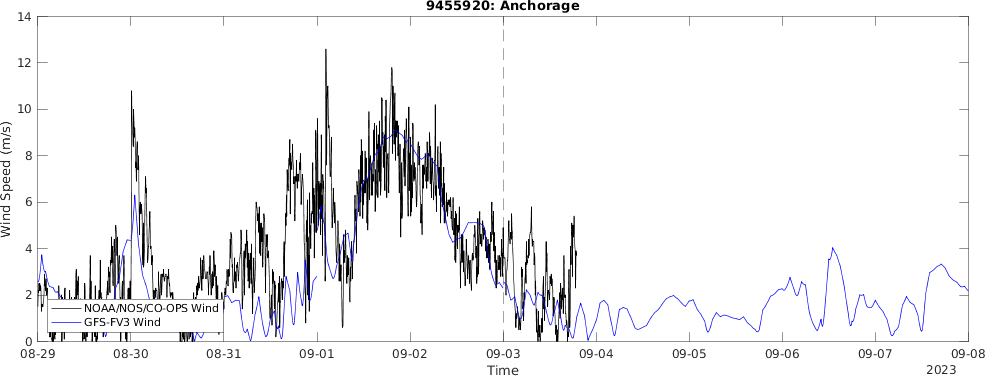 9455920: Anchorage
14
12
10
8
6
4
2
0
Wind Speed (m/s)
NOAA/NOS/CO-OPS Wind
GFS-FV3 Wind
08-29 08-30 08-31 09-01 09-02 09-03 09-04 09-05 09-06 09-07 09-08
Time
2023